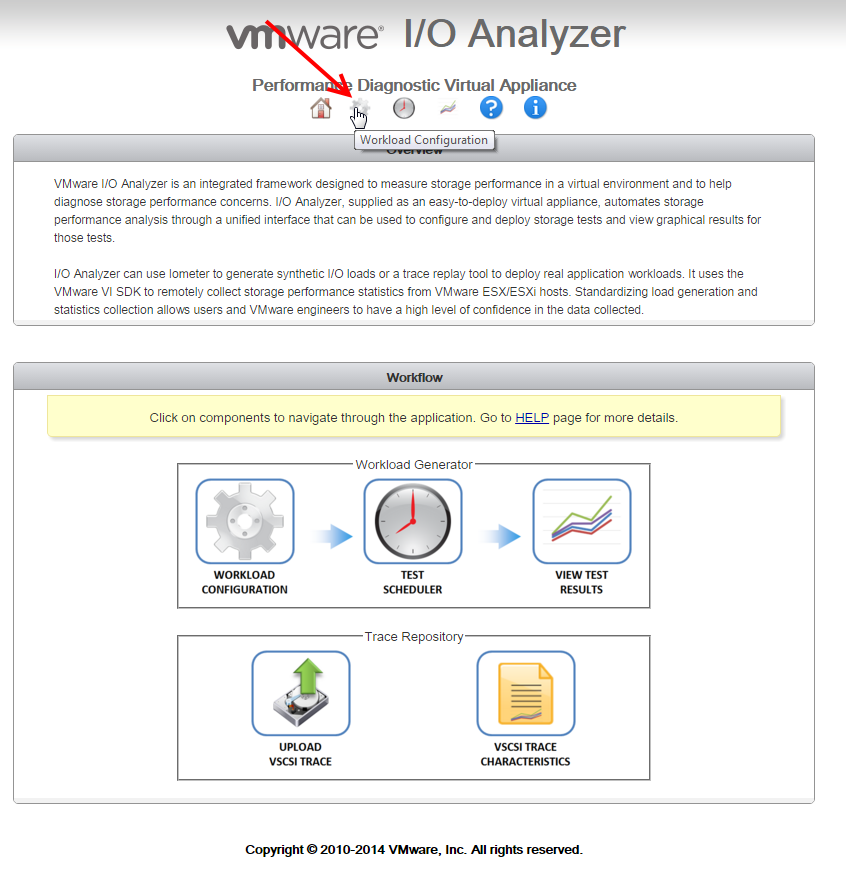 vmware® I/O Analyzer
Performance Diagnostic Virtual Appliance
Workload Configuration
Overview
VMware I/O Analyzer is an integrated framework designed to measure storage performance in a virtual environment and to help
diagnose storage performance concerns. I/O Analyzer, supplied as an easy-to-deploy virtual appliance, automates storage
performance analysis through a unified interface that can be used to configure and deploy storage tests and view graphical results for
those tests.
I/O Analyzer can use Iometer to generate synthetic I/O loads or a trace replay tool to deploy real application workloads. It uses the
VMware VI SDK to remotely collect storage performance statistics from VMware ESX/ESXi hosts. Standardizing load generation and
statistics collection allows users and VMware engineers to have a high level of confidence in the data collected.
Workflow
Click on components to navigate through the application. Go to HELP page for more details.
Workload Generator
WORKLOAD
CONFIGURATION
TEST
SCHEDULER
VIEW TEST
RESULTS
Trace Repository
UPLOAD
VSCSI TRACE
VSCSI TRACE
CHARACTERISTICS
Copyright © 2010-2014 VMware, Inc. All rights reserved.